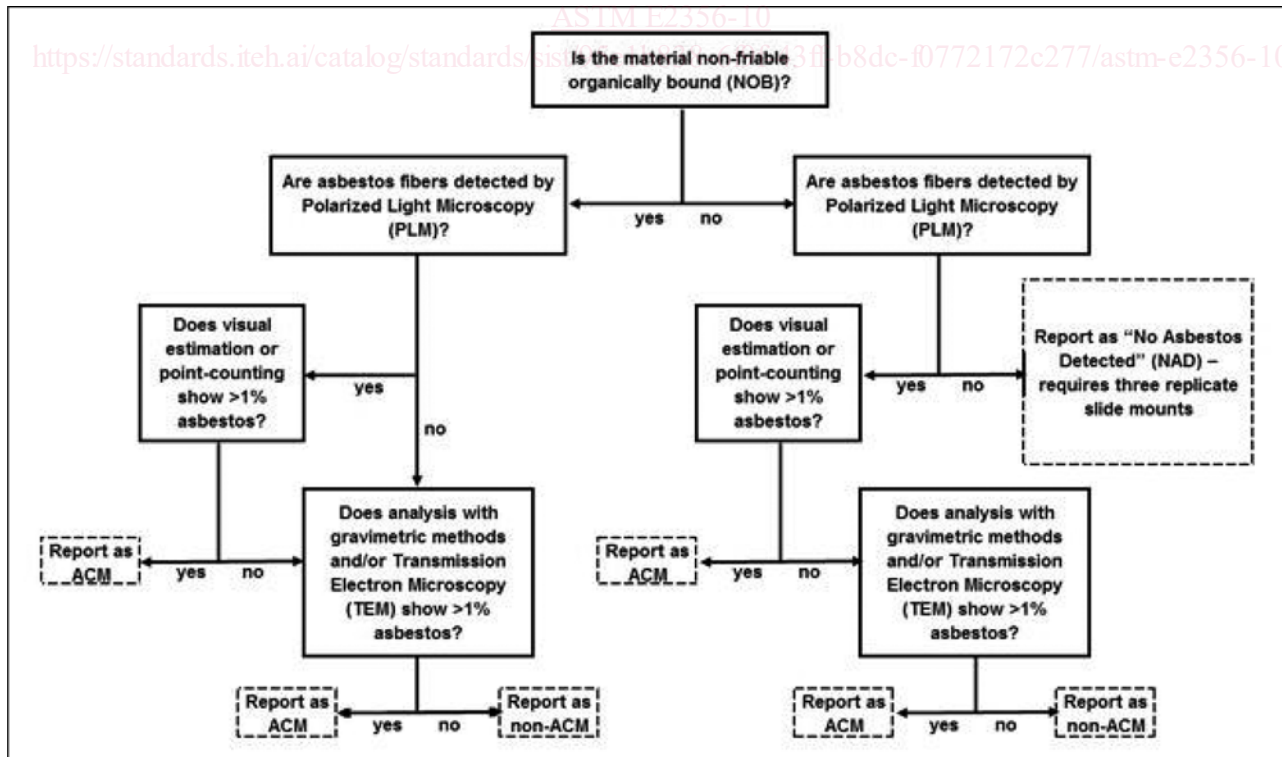 ASTM E2356-10
https://standards.iteh.ai/catalog/standards/sist
b8dc-f0772172c277/astm-e2356-10
Is the material non-friable
organically bound (NOB)?
yes
no
Are asbestos fibers detected by
Polarized Light Microscopy
(PLM)?
Are asbestos fibers detected by
Polarized Light Microscopy
(PLM)?
Does visual
estimation or
point-counting
show >1%
asbestos?
yes
no
Does visual
estimation or
point-counting
show >1%
asbestos?
yes
no
Report as “No Asbestos
Detected” (NAD) –
requires three replicate
slide mounts
Report as
ACM
yes
no
Does analysis with
gravimetric methods
and/or Transmission
Electron Microscopy
(TEM) show >1%
asbestos?
Report as
ACM
yes
no
Does analysis with
gravimetric methods
and/or Transmission
Electron Microscopy
(TEM) show >1%
asbestos?
Report as
ACM
yes
no
Report as
non-ACM
Report as
ACM
yes
no
Report as
non-ACM